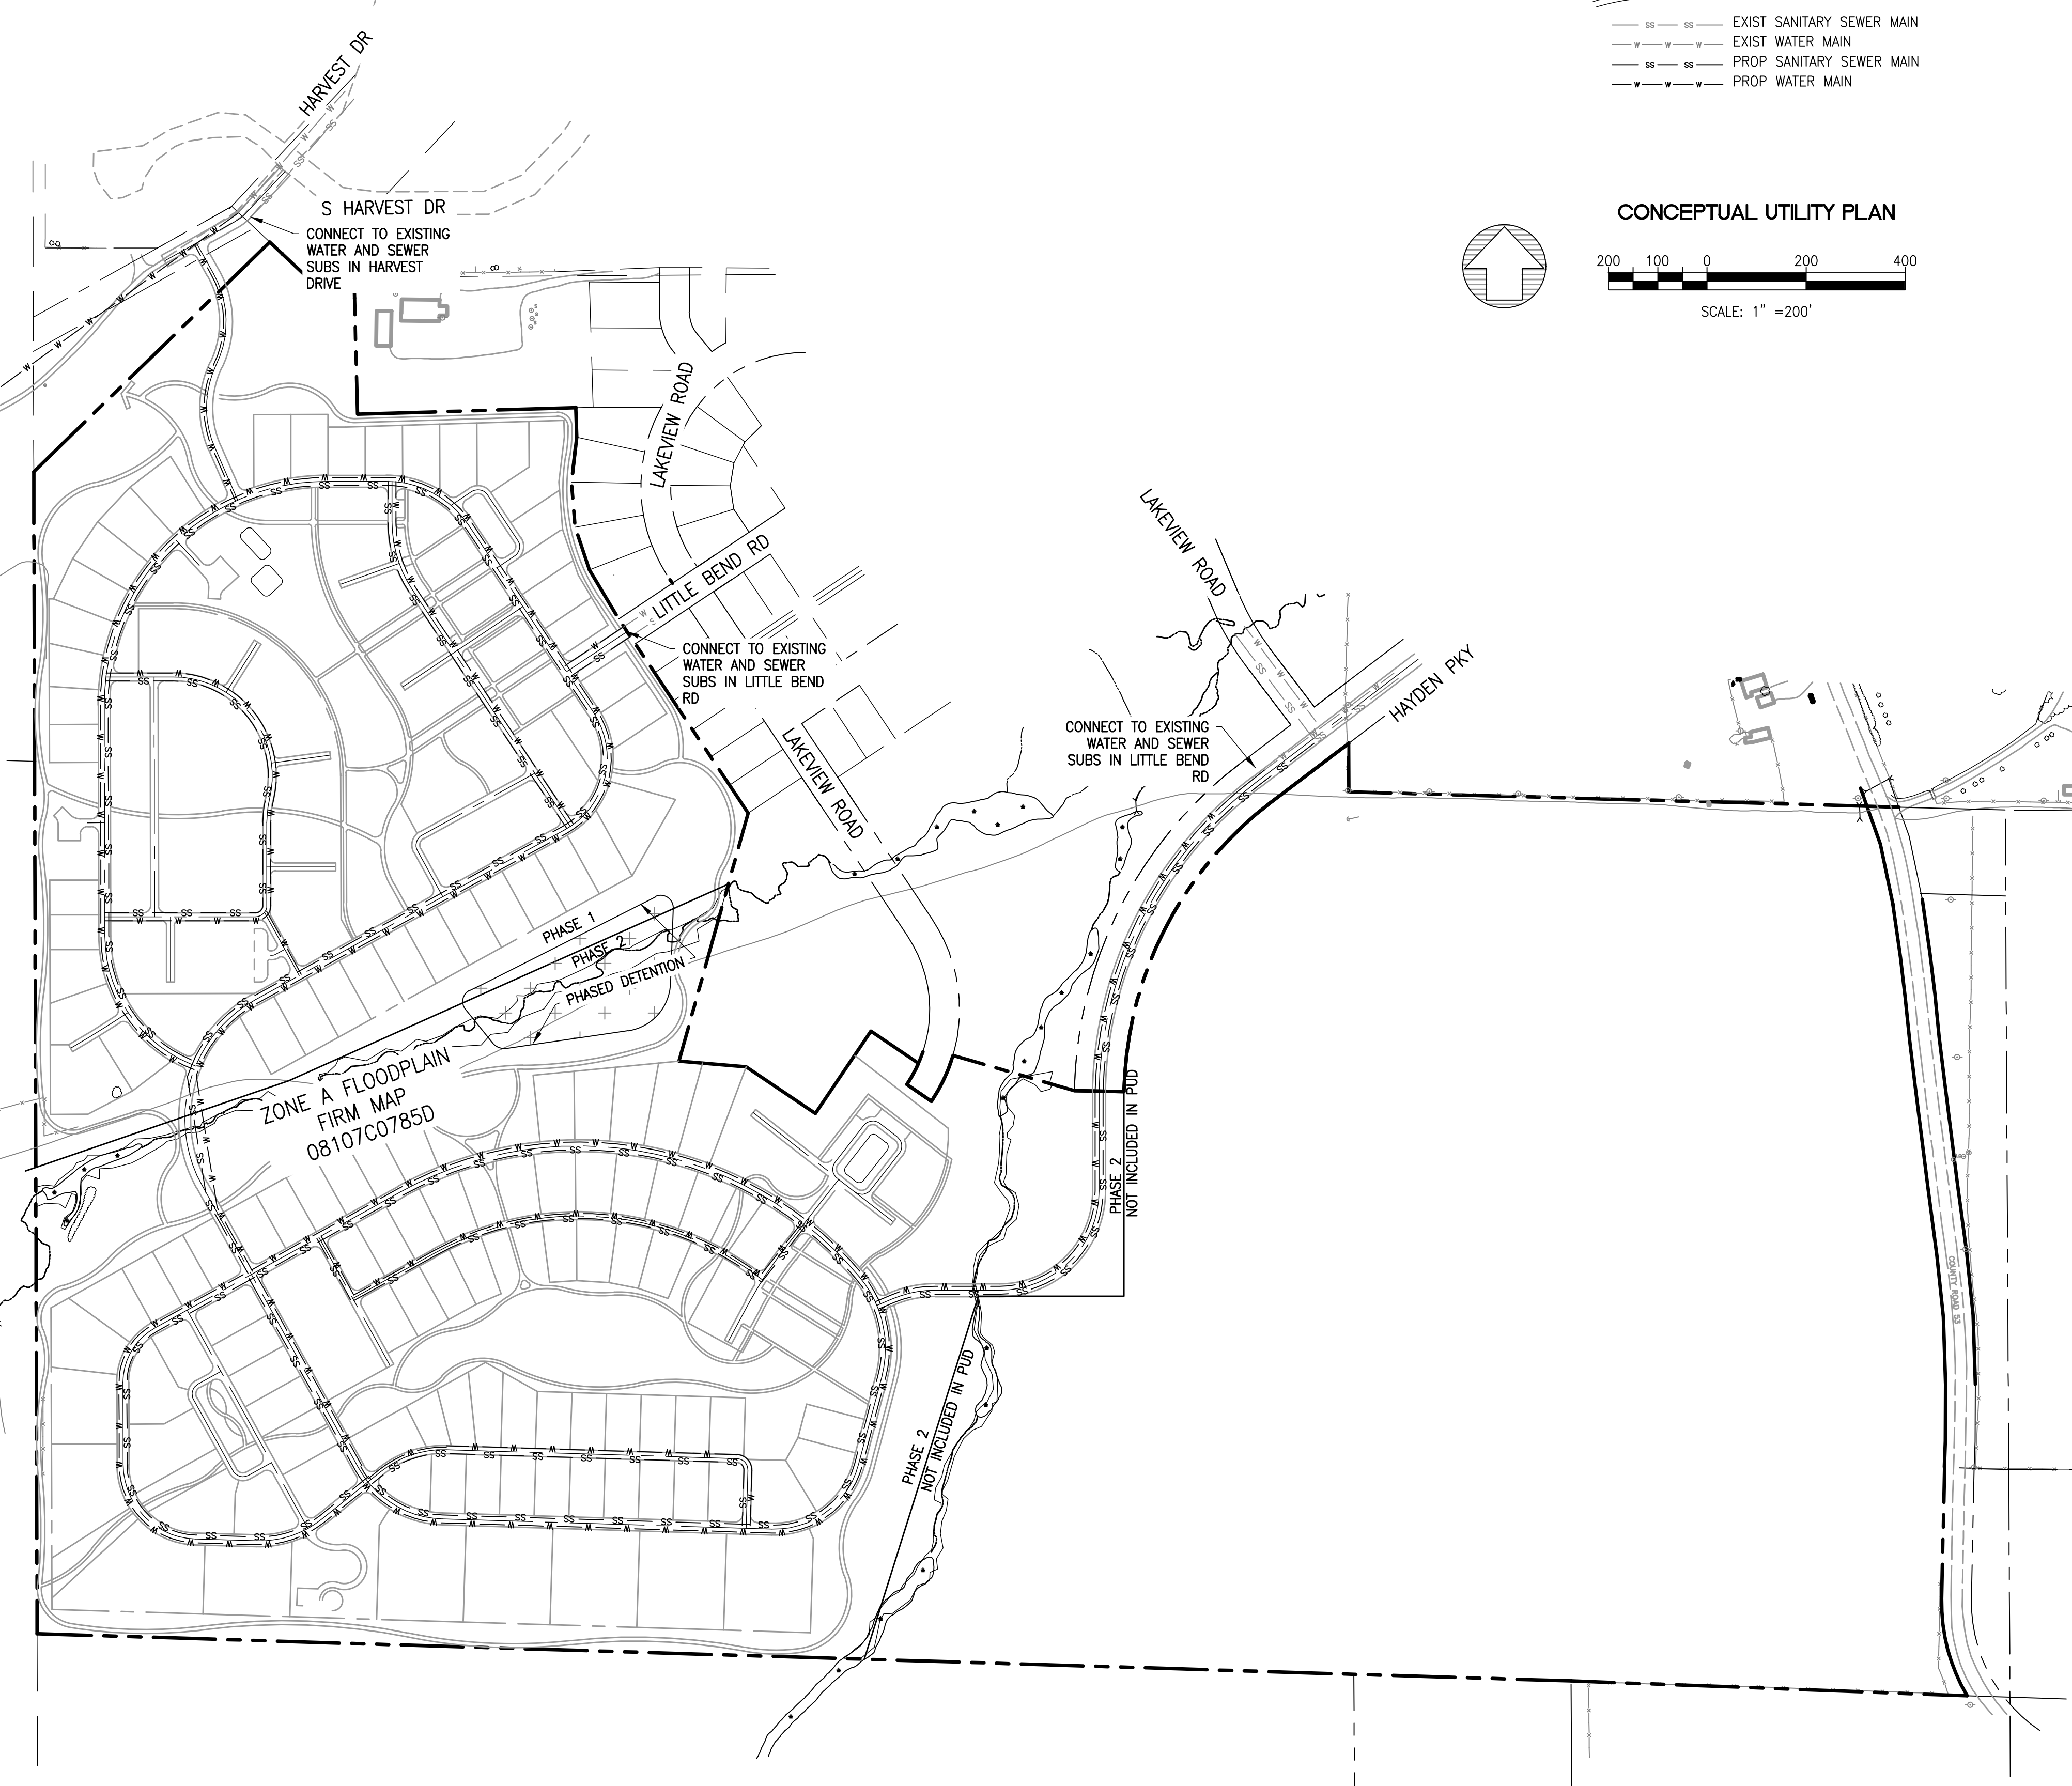 EXIST SANITARY SEWER MAIN
EXIST WATER MAIN
PROP SANITARY SEWER MAIN
PROP WATER MAIN
CONCEPTUAL UTILITY PLAN
200 100 0 200 400
SCALE: 1" =200'
HARVEST DR
S HARVEST DR
CONNECT TO EXISTING
WATER AND SEWER
SUBS IN HARVEST
DRIVE
LAKEVIEW ROAD
LITTLE BEND RD
CONNECT TO EXISTING
WATER AND SEWER
SUBS IN LITTLE BEND
RD
LAKEVIEW ROAD
LAKEVIEW ROAD
HAYDEN PKY
CONNECT TO EXISTING
WATER AND SEWER
SUBS IN LITTLE BEND
RD
PHASE 1
PHASE 2
PHASED DETENTION
ZONE A FLOODPLAIN
FIRM MAP
08107C0785D
PHASE 2
NOT INCLUDED IN PUD
PHASE 2
NOT INCLUDED IN PUD
COUNTY ROAD 53